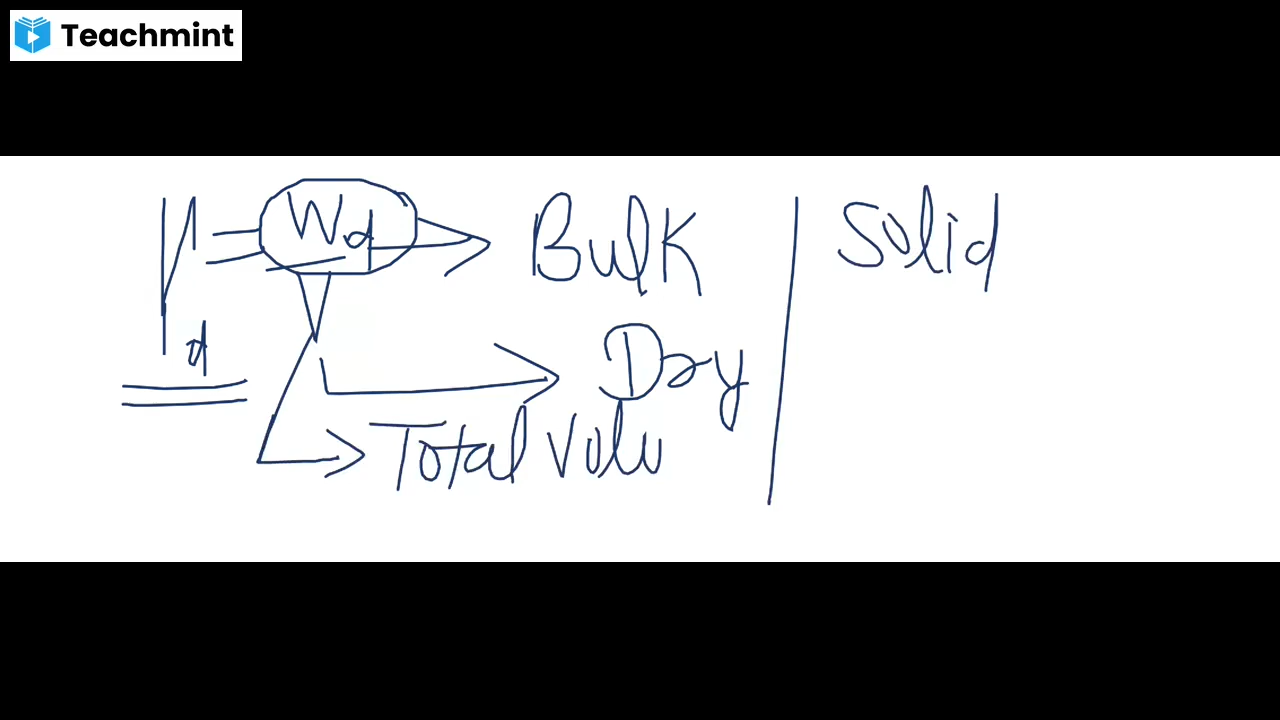 Teachmint
= Wd Bulk | Solid
d
V Dry
Total Volu